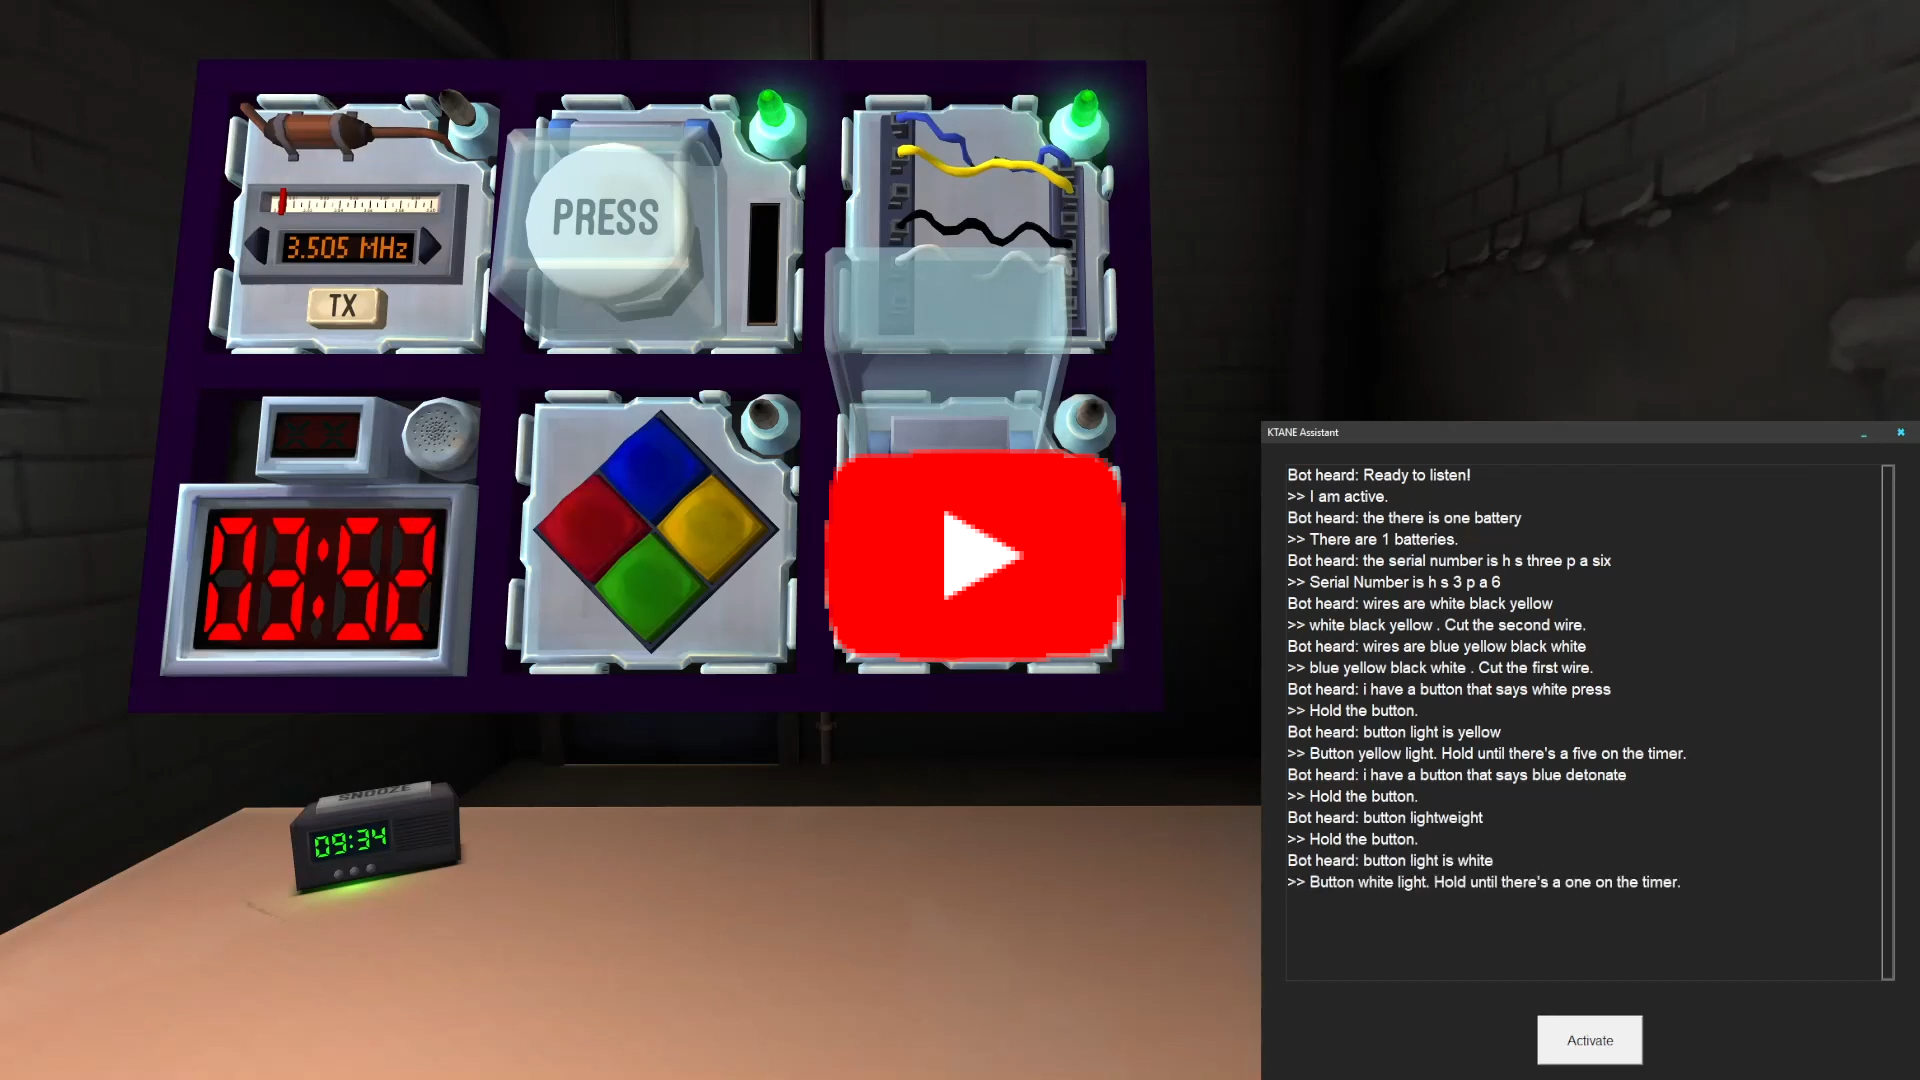 3.505 MHz
TX
PRESS
SNOOZE
09:34
KTANE Assistant
Bot heard: Ready to listen!
>> I am active.
Bot heard: the there is one battery
>> There are 1 batteries.
Bot heard: the serial number is h s three p a six
>> Serial Number is h s 3 p a 6
Bot heard: wires are white black yellow
>> white black yellow . Cut the second wire.
Bot heard: wires are blue yellow black white
>> blue yellow black white . Cut the first wire.
Bot heard: i have a button that says white press
>> Hold the button.
Bot heard: button light is yellow
>> Button yellow light. Hold until there's a five on the timer.
Bot heard: i have a button that says blue detonate
>> Hold the button.
Bot heard: button lightweight
>> Hold the button.
Bot heard: button light is white
>> Button white light. Hold until there's a one on the timer.
Activate